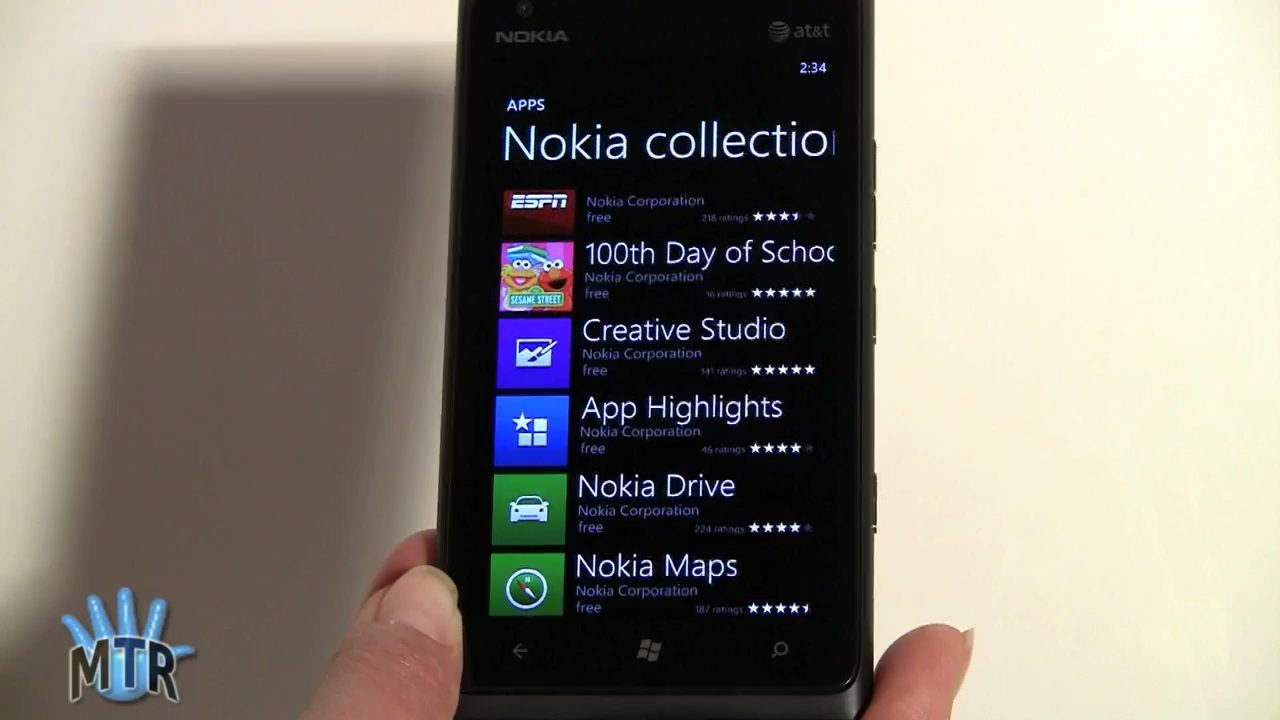 NOKIA
at&t
2:34
APPS
Nokia collection
ESPN
Nokia Corporation
free 218 ratings
100th Day of Schoo
SESAME STREET
Nokia Corporation
free 16 ratings
Creative Studio
Nokia Corporation
free 141 ratings
App Highlights
Nokia Corporation
free 46 ratings
Nokia Drive
Nokia Corporation
free 224 ratings
Nokia Maps
N
Nokia Corporation
free 187 ratings
MTR